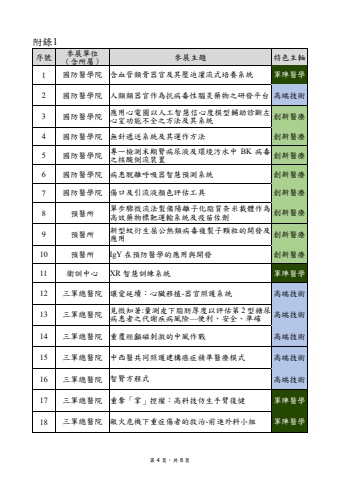 附錄1
序號 參展單位（含所屬） 參展主題 特色主軸
1 國防醫學院 含血管類骨器官及其壓迫灌流式培養系統 軍陣醫學
2 國防醫學院 人類類器官作為抗病毒性腦炎藥物之研發平台 高端技術
3 國防醫學院 應用心電圖以人工智慧信心度模型輔助診斷左
心室功能不全之方法及其系統 創新醫療
4 國防醫學院 無針遞送系統及其運作方法 創新醫療
5 國防醫學院 專一檢測末期腎病尿液及環境污水中 BK 病毒
之核酸側流裝置 創新醫療
6 國防醫學院 病患脫離呼吸器智慧預測系統 創新醫療
7 國防醫學院 傷口及引流液顏色評估工具 創新醫療
8 預醫所 單步驟微流法製備陽離子化脂質奈米載體作為
高效藥物標靶運輸系統及疫苗佐劑 創新醫療
9 預醫所 新型蚊衍生屈公熱類病毒複製子顆粒的開發及
應用 創新醫療
10 預醫所 IgY 在預防醫學的應用與開發 創新醫療
11 衛訓中心 XR 智慧訓練系統 軍陣醫學
12 三軍總醫院 讓愛延續：心臟移植-器官照護系統 高端技術
13 三軍總醫院 見微知著:量測皮下脂肪厚度以評估第 2 型糖尿
病患者之代謝疾病風險—便利、安全、準確 高端技術
14 三軍總醫院 重覆經顱磁刺激的中風作戰 高端技術
15 三軍總醫院 中西醫共同照護建構癌症精準醫療模式 高端技術
16 三軍總醫院 智腎方程式 高端技術
17 三軍總醫院 重奪「掌」控權：高科技仿生手臂復健 軍陣醫學
18 三軍總醫院 敵火危機下重症傷者的救治-前進外科小組 軍陣醫學
第 4 頁，共 8 頁